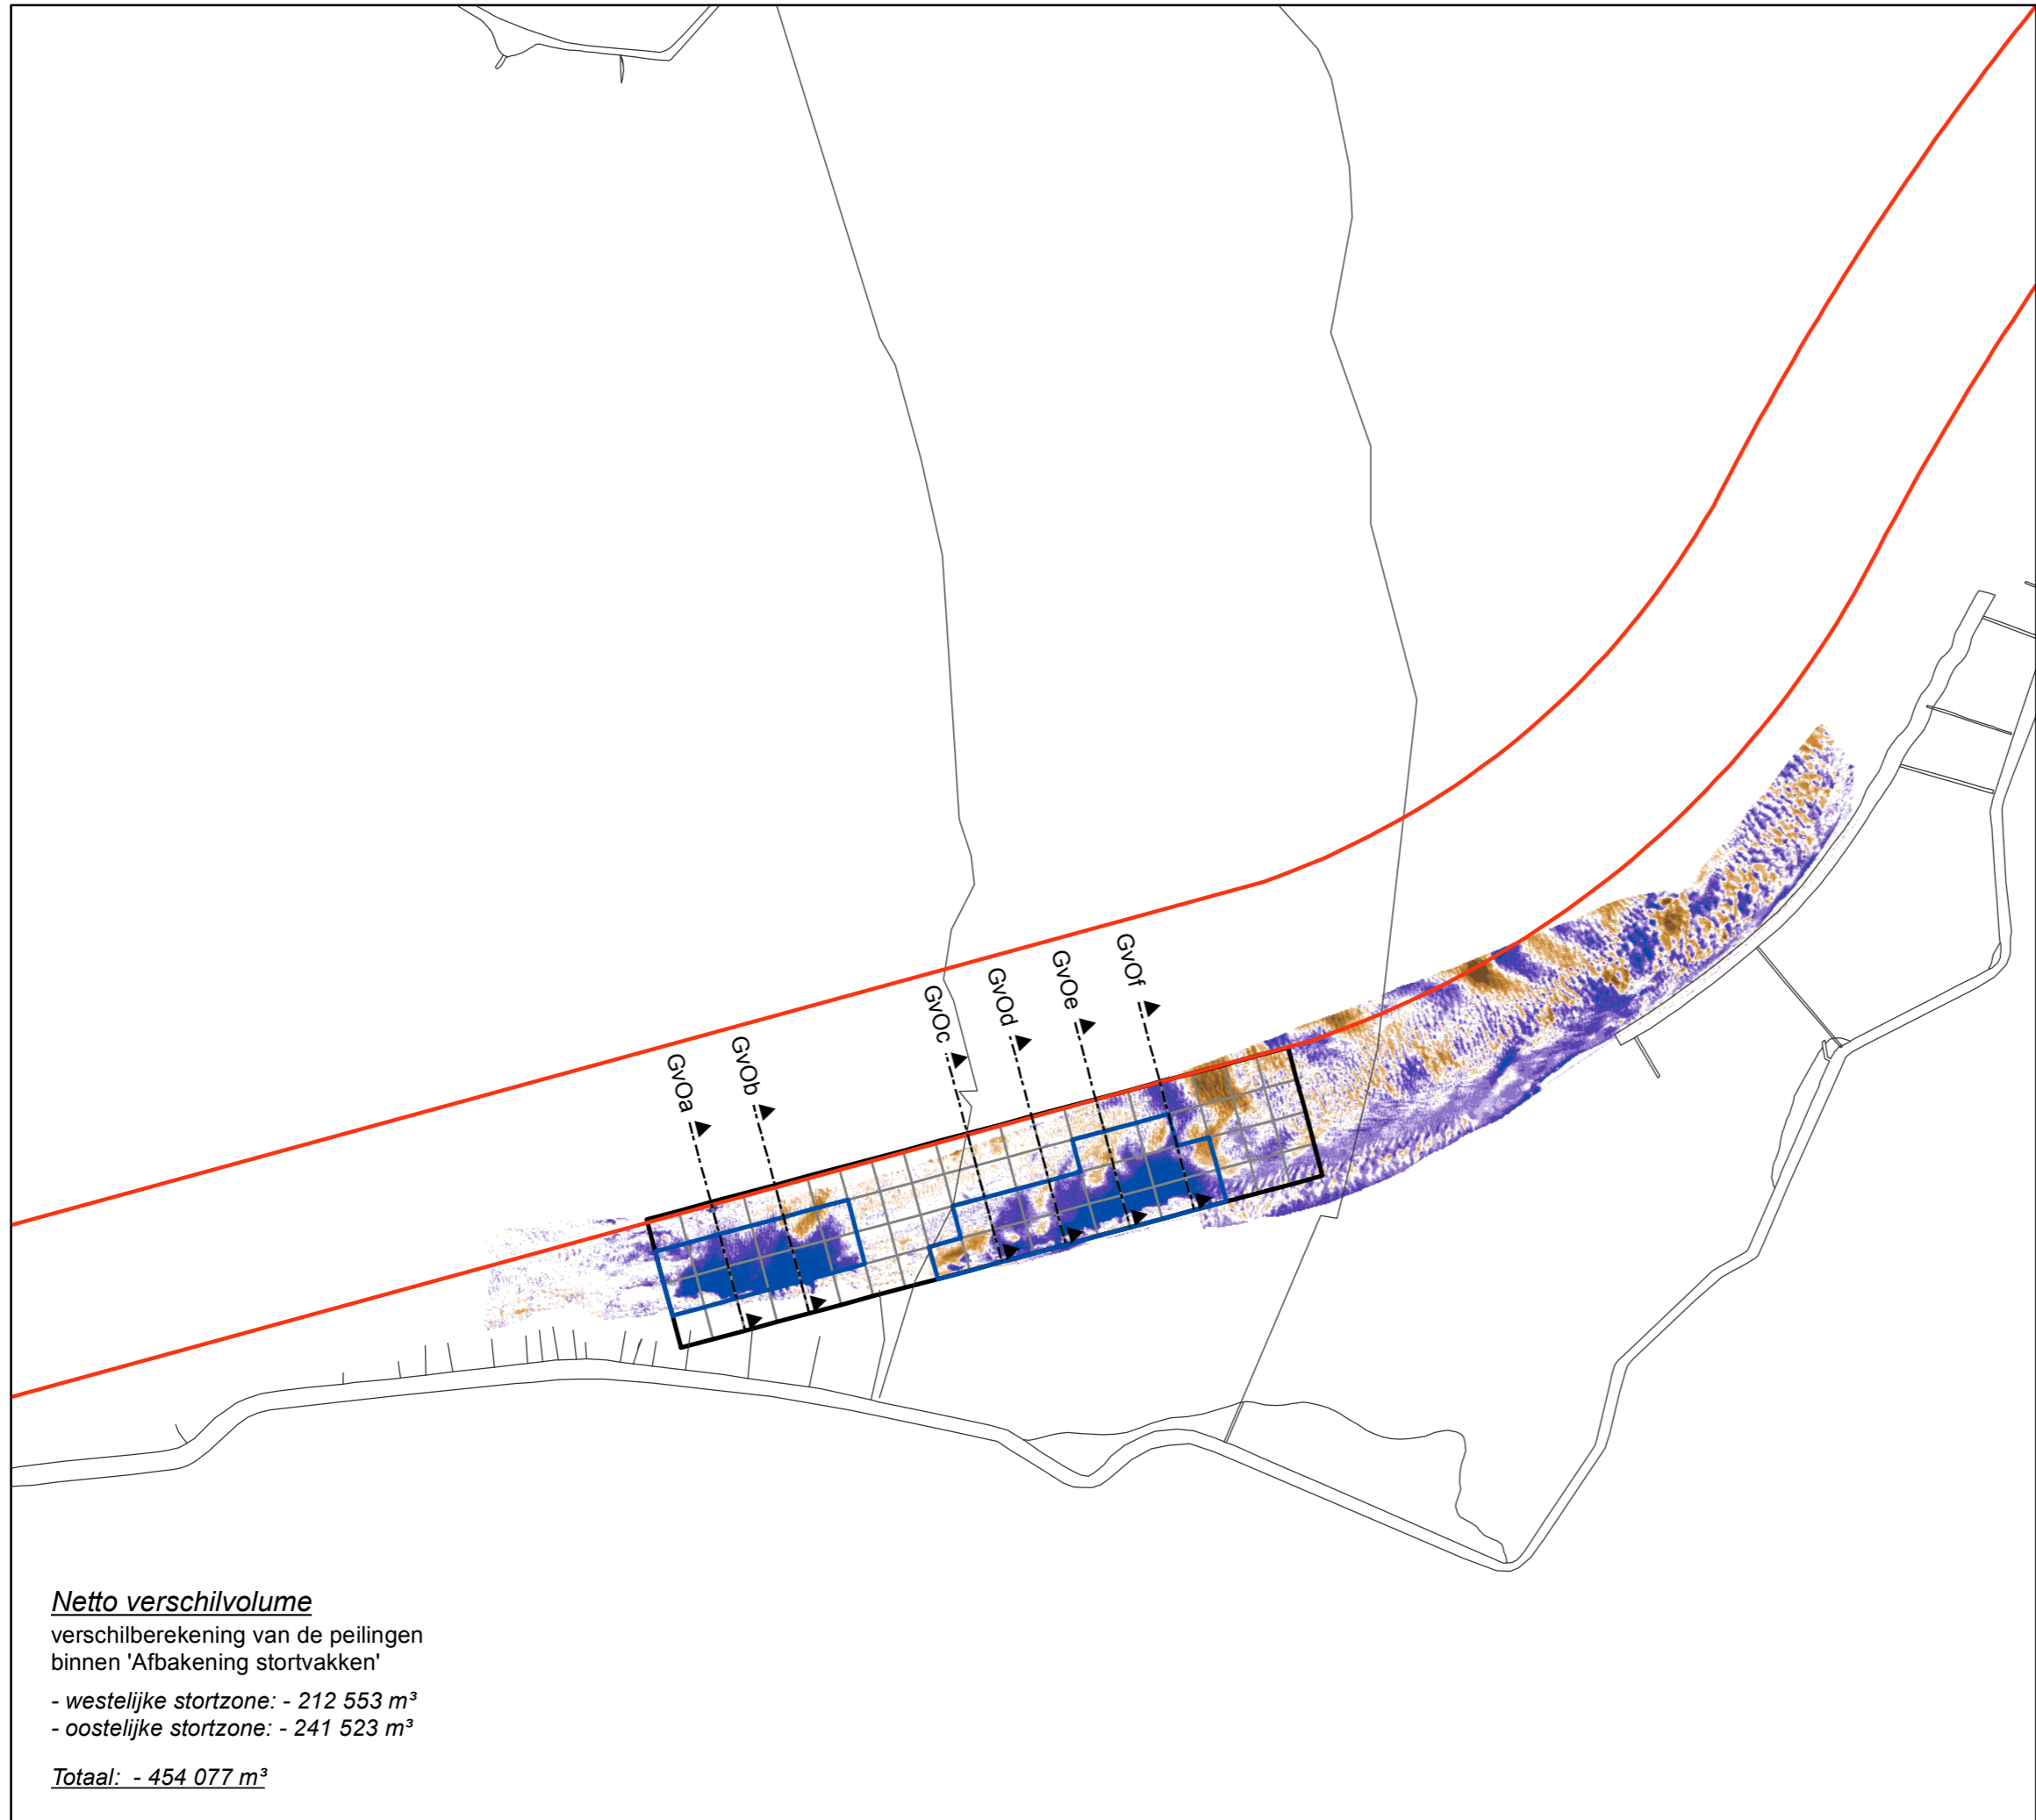 GvOf
GvOe
GvOd
GvOc
GvOb
GvOa
Netto verschilvolume
verschilberekening van de peilingen
binnen 'Afbakening stortvakken'
- westelijke stortzone: - 212 553 m³
- oostelijke stortzone: - 241 523 m³
Totaal: - 454 077 m³